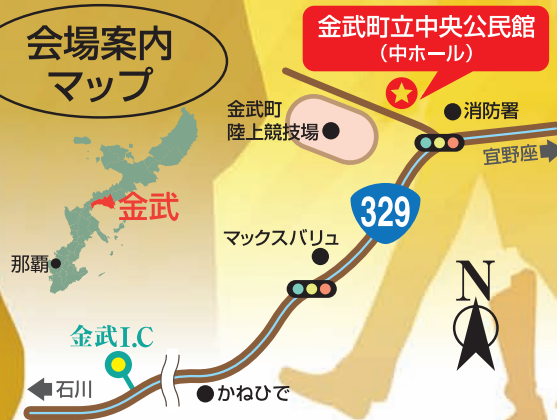 会場案内
マップ
金武町立中央公民館
（中ホール）
金武町
陸上競技場
消防署
宜野座
金武
329
マックスバリュ
那覇
N
金武I.C
石川
かねひで